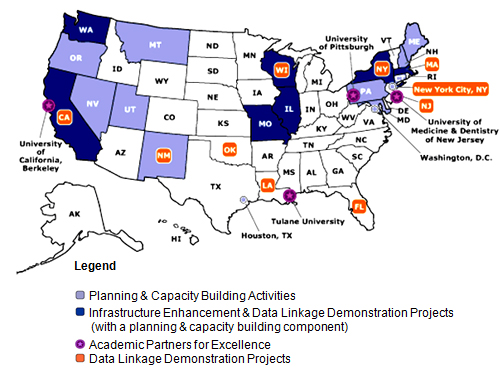 WA
MT
ND
MN
OR
ID
SD
WI
WY
MI
IA
NE
NV
UT
CO
IL
IN
OH
KS
MO
KY
WV
VA
CA
AZ
NM
OK
AR
TN
NC
SC
MS
AL
GA
TX
LA
FL
AK
HI
University of Pittsburgh
VT
ME
NH
NY
MA
RI
PA
New York City, NY
NJ
DE
MD
University of
Medicine & Dentistry
of New Jersey
Washington, D.C.
University
of
California,
Berkeley
Tulane University
Houston, TX
Legend
Planning & Capacity Building Activities
Infrastructure Enhancement & Data Linkage Demonstration Projects
(with a planning & capacity building component)
Academic Partners for Excellence
Data Linkage Demonstration Projects